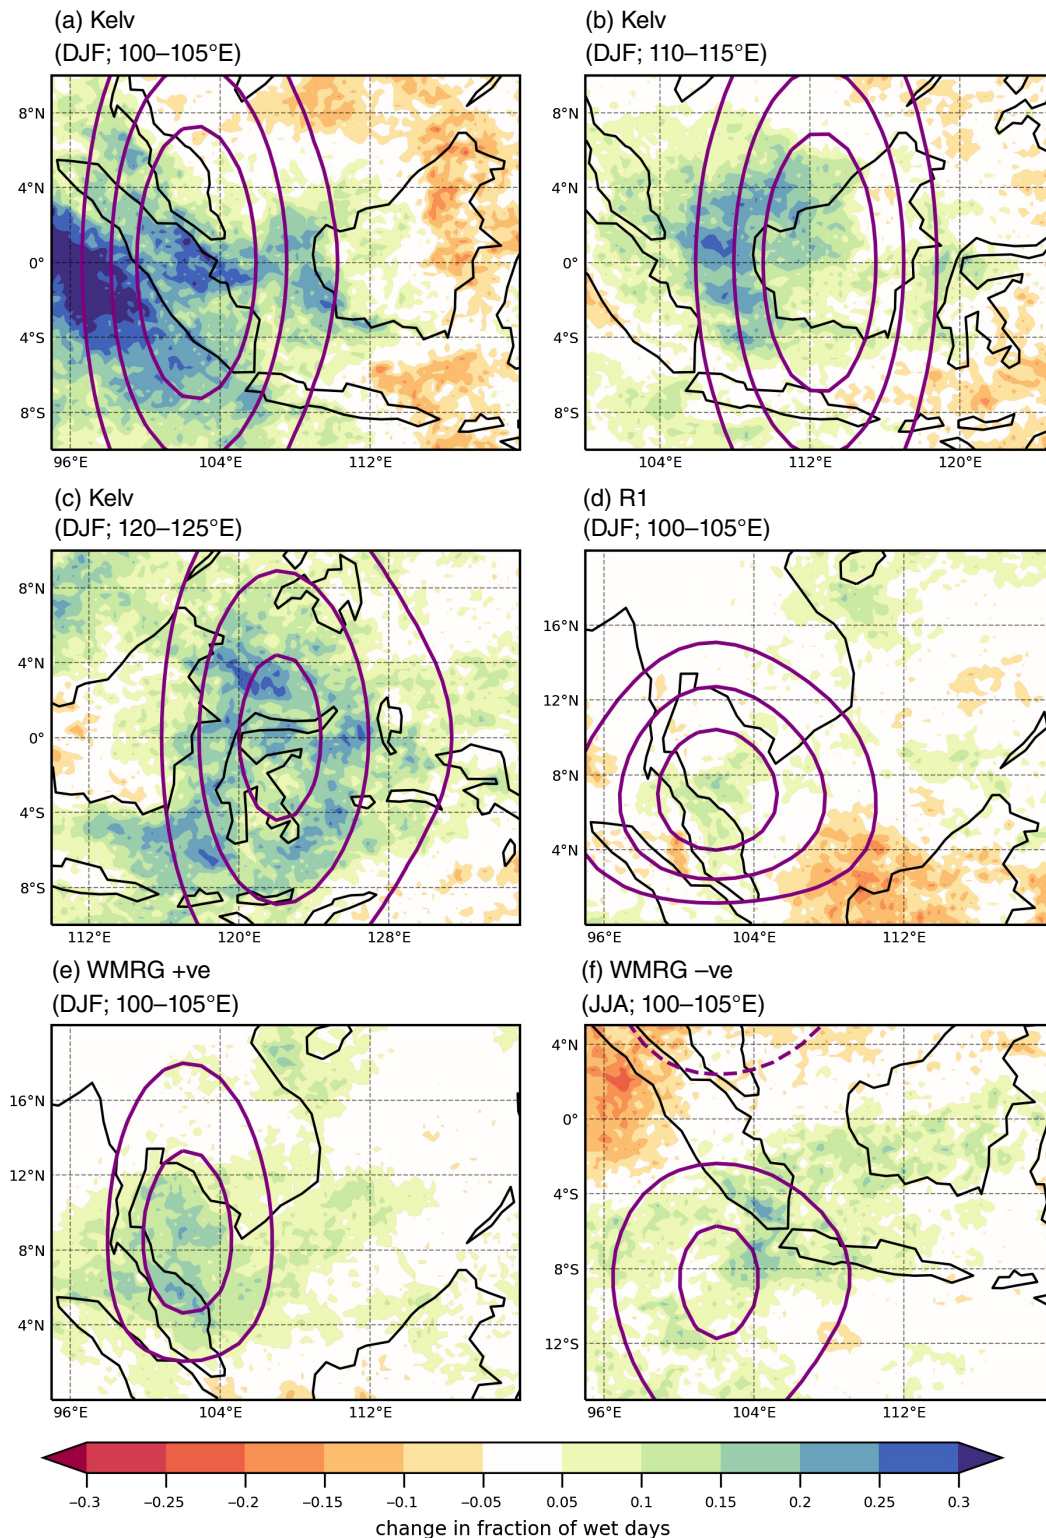 (a) Kelv
(DJF; 100–105°E)
8°N
4°N
0°
4°S
8°S
96°E 104°E 112°E
(b) Kelv
(DJF; 110–115°E)
8°N
4°N
0°
4°S
8°S
104°E 112°E 120°E
(c) Kelv
(DJF; 120–125°E)
8°N
4°N
0°
4°S
8°S
112°E 120°E 128°E
(d) R1
(DJF; 100–105°E)
16°N
12°N
8°N
4°N
96°E 104°E 112°E
(e) WMRG +ve
(DJF; 100–105°E)
16°N
12°N
8°N
4°N
96°E 104°E 112°E
(f) WMRG –ve
(JJA; 100–105°E)
4°N
0°
4°S
8°S
12°S
96°E 104°E 112°E
−0.3 −0.25 −0.2 −0.15 −0.1 −0.05 0.05 0.1 0.15 0.2 0.25 0.3
change in fraction of wet days